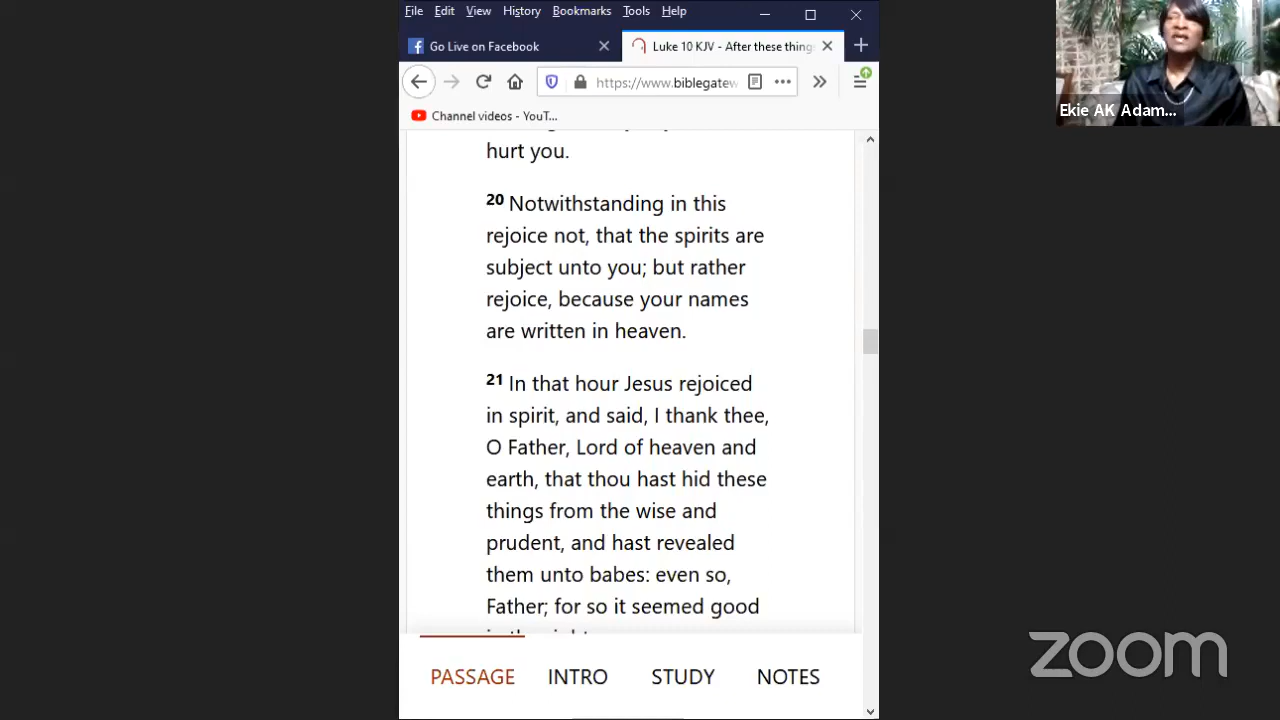 File Edit View History Bookmarks Tools Help
Go Live on Facebook
Luke 10 KJV - After these thing
https://www.biblegatew
Channel videos - YouT...
Ekie AK Adam...
hurt you.
20 Notwithstanding in this
rejoice not, that the spirits are
subject unto you; but rather
rejoice, because your names
are written in heaven.
21 In that hour Jesus rejoiced
in spirit, and said, I thank thee,
O Father, Lord of heaven and
earth, that thou hast hid these
things from the wise and
prudent, and hast revealed
them unto babes: even so,
Father; for so it seemed good
PASSAGE INTRO STUDY NOTES
zoom